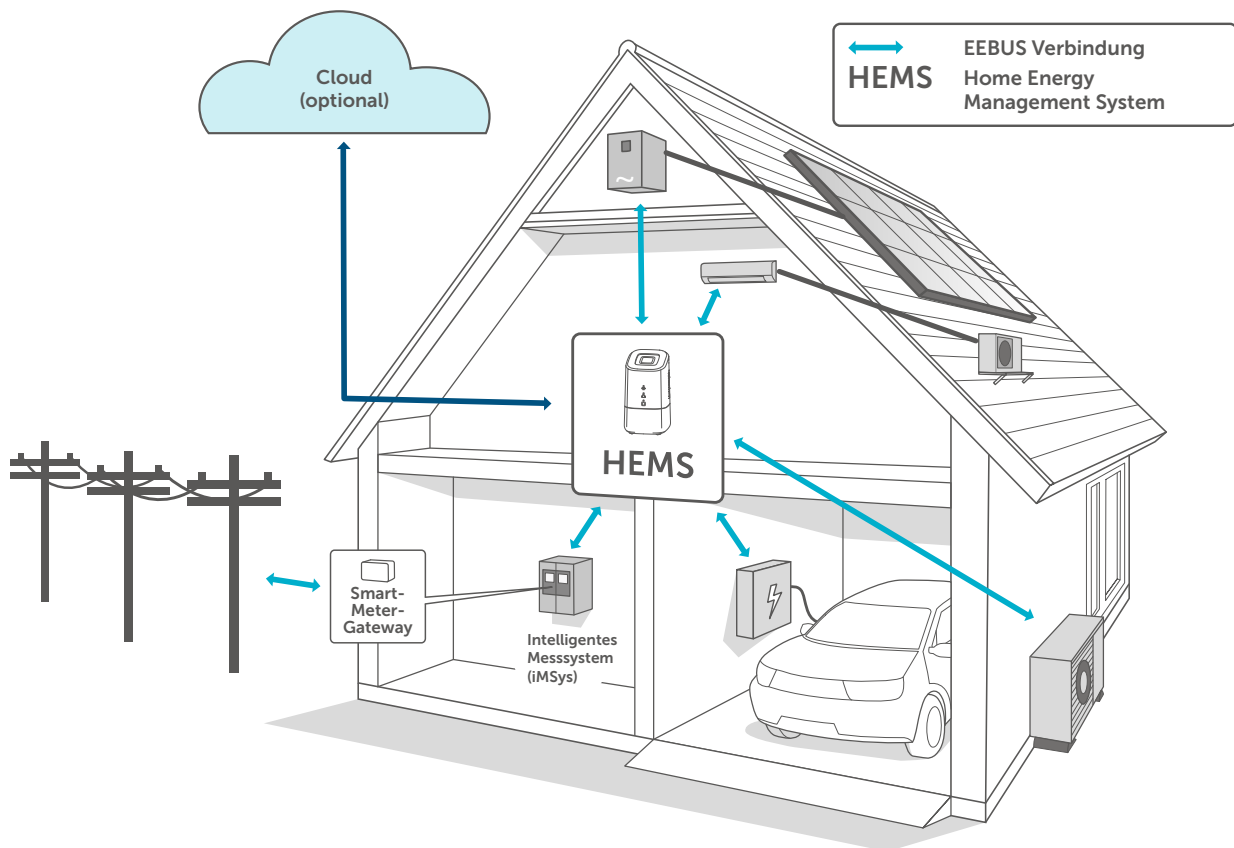 Cloud
(optional)
EEBUS Verbindung
HEMS
Home Energy
Management System
HEMS
Smart-
Meter-
Gateway
Intelligentes
Messsystem
(iMSys)